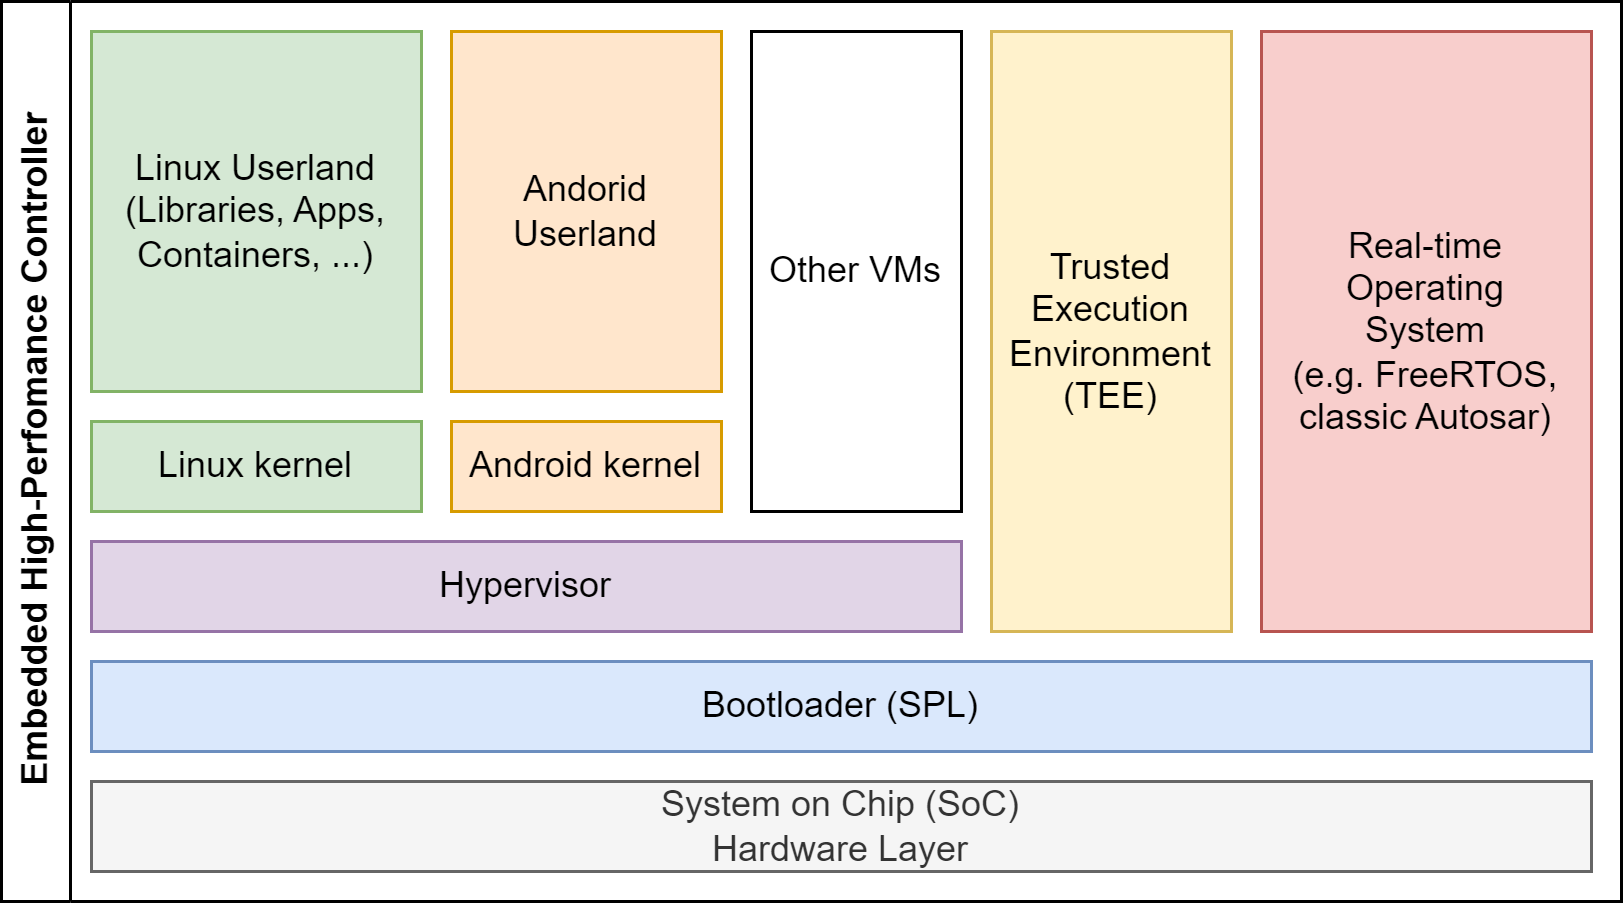 Embedded High-Perfomance Controller
Linux Userland
(Libraries, Apps,
Containers, ...)
Andorid
Userland
Other VMs
Trusted
Execution
Environment
(TEE)
Real-time
Operating
System
(e.g. FreeRTOS,
classic Autosar)
Linux kernel
Android kernel
Hypervisor
Bootloader (SPL)
System on Chip (SoC)
Hardware Layer